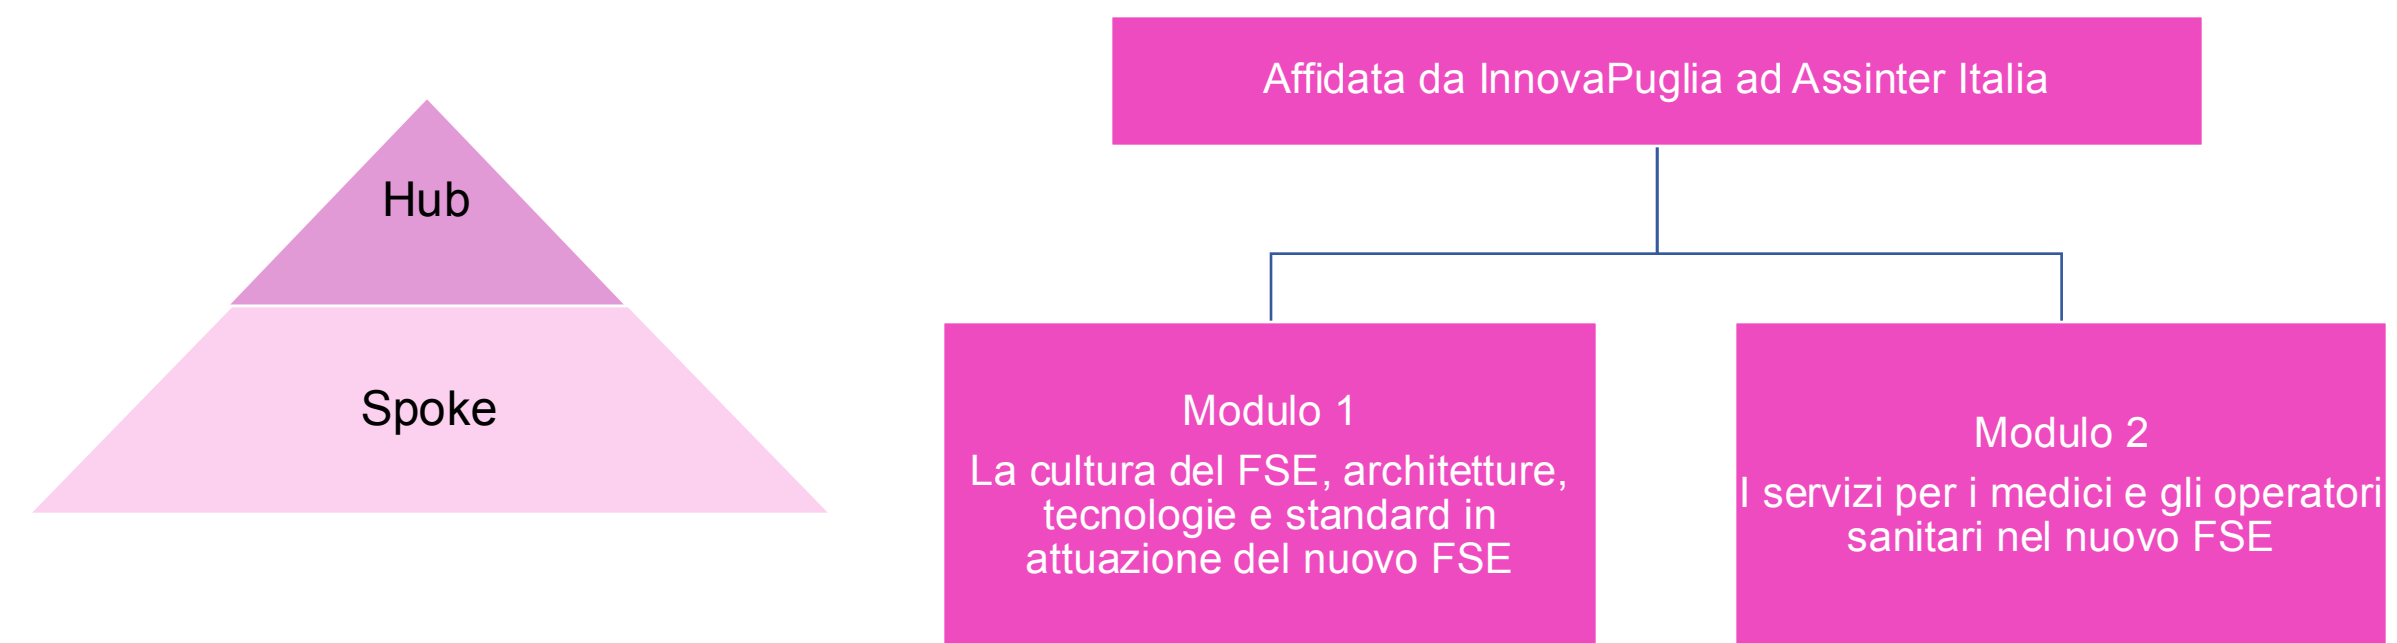 Hub
Spoke
Affidata da InnovaPuglia ad Assinter Italia
Modulo 1
La cultura del FSE, architetture,
tecnologie e standard in
attuazione del nuovo FSE
Modulo 2
I servizi per i medici e gli operatori
sanitari nel nuovo FSE